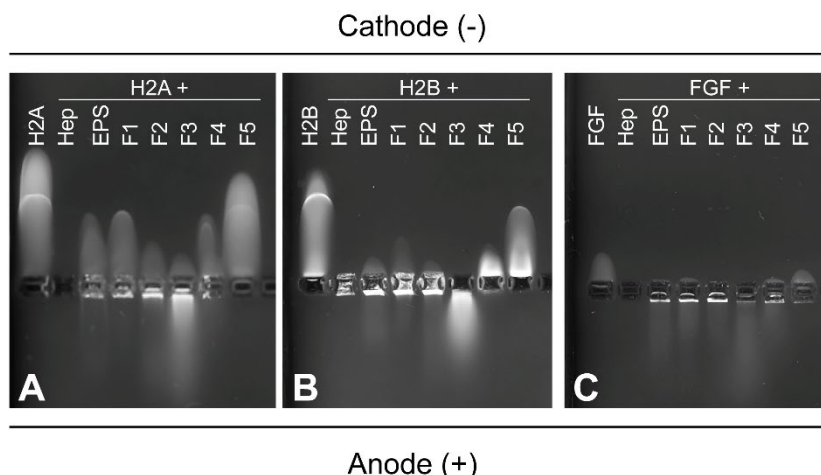 Cathode (-)
H2A +
H2A Hep EPS F1 F2 F3 F4 F5
H2B +
H2B Hep EPS F1 F2 F3 F4 F5
FGF +
FGF Hep EPS F1 F2 F3 F4 F5
A
B
C
Anode (+)